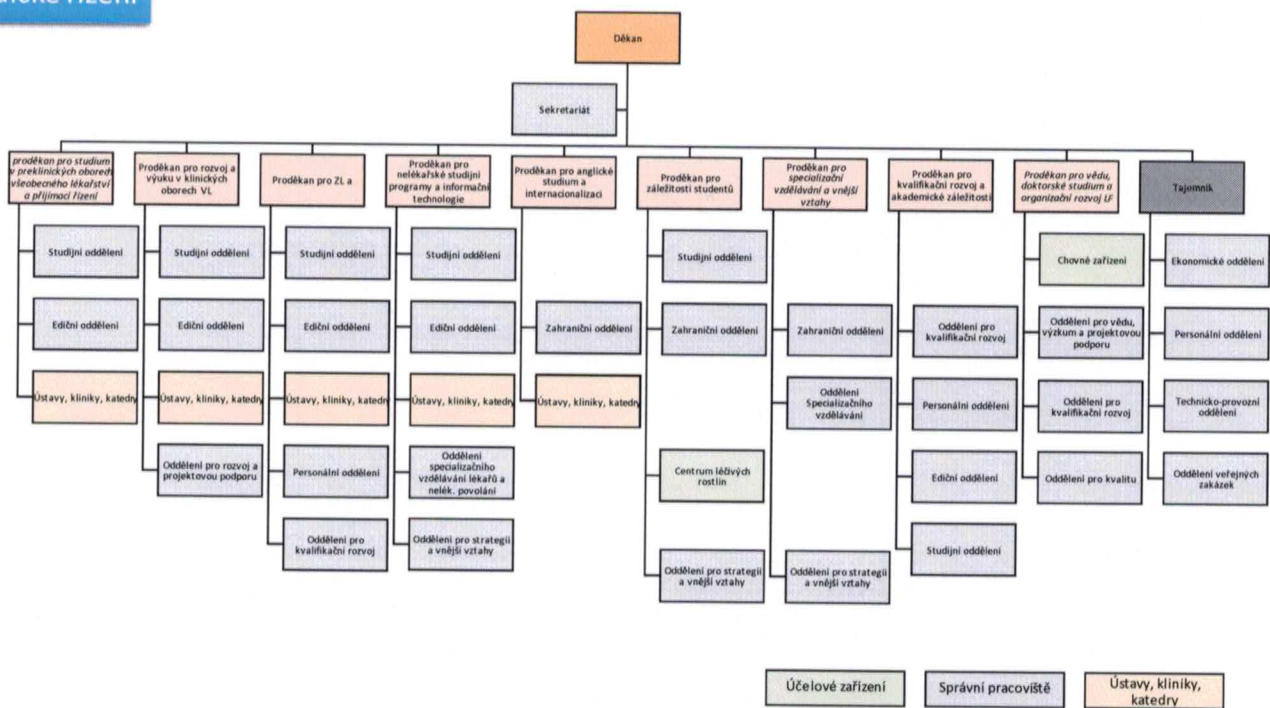 řízení
Děkan
Sekretariát
proděkan pro studium
v preklinických oborech
všeobecného lékařství
a přijímací řízení
Proděkan pro rozvoj a
výuku v klinických
oborech VL
Proděkan pro ZL a
Proděkan pro
nelékařské studijní
programy a informační
technologie
Proděkan pro anglické
studium a
internacionalizaci
Proděkan pro
záležitosti studentů
Proděkan pro
specializační
vzdělávání a vnější
vztahy
Proděkan pro
kvalifikační rozvoj a
akademické záležitosti
Proděkan pro vědu,
doktorské studium a
organizační rozvoj LF
Tajemník
Studijní oddělení
Ediční oddělení
Ústavy, kliniky, katedry
Studijní oddělení
Ediční oddělení
Ústavy, kliniky, katedry
Oddělení pro rozvoj a
projektovou podporu
Studijní oddělení
Ediční oddělení
Ústavy, kliniky, katedry
Personální oddělení
Oddělení pro
kvalifikační rozvoj
Studijní oddělení
Ediční oddělení
Ústavy, kliniky, katedry
Oddělení
specializačního
vzdělávání lékařů a
nelék. povolání
Oddělení pro strategii
a vnější vztahy
Zahraniční oddělení
Ústavy, kliniky, katedry
Studijní oddělení
Zahraniční oddělení
Centrum léčivých
rostlin
Oddělení pro strategii
a vnější vztahy
Zahraniční oddělení
Oddělení
Specializačního
vzdělávání
Oddělení pro strategii
a vnější vztahy
Oddělení pro
kvalifikační rozvoj
Personální oddělení
Ediční oddělení
Studijní oddělení
Chovné zařízení
Oddělení pro vědu,
výzkum a projektovou
podporu
Oddělení pro
kvalifikační rozvoj
Oddělení pro kvalitu
Ekonomické oddělení
Personální oddělení
Technicko-provozní
oddělení
Oddělení veřejných
zakázek
Účelové zařízení
Správní pracoviště
Ústavy, kliniky,
katedry